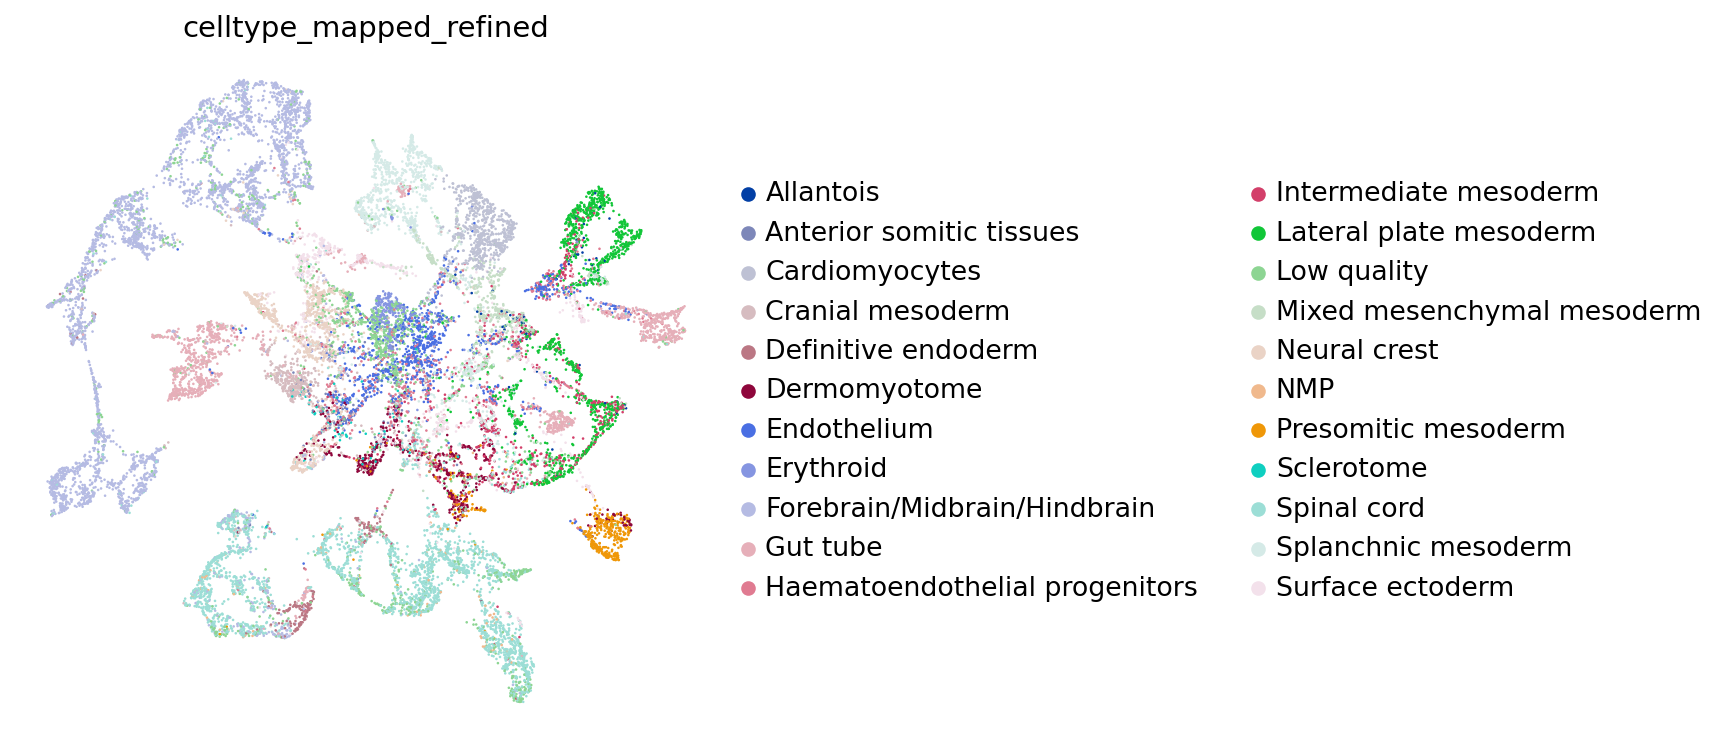 celltype_mapped_refined
Allantois
Anterior somitic tissues
Cardiomyocytes
Cranial mesoderm
Definitive endoderm
Dermomyotome
Endothelium
Erythroid
Forebrain/Midbrain/Hindbrain
Gut tube
Haematoendothelial progenitors
Intermediate mesoderm
Lateral plate mesoderm
Low quality
Mixed mesenchymal mesoderm
Neural crest
NMP
Presomitic mesoderm
Sclerotome
Spinal cord
Splanchnic mesoderm
Surface ectoderm